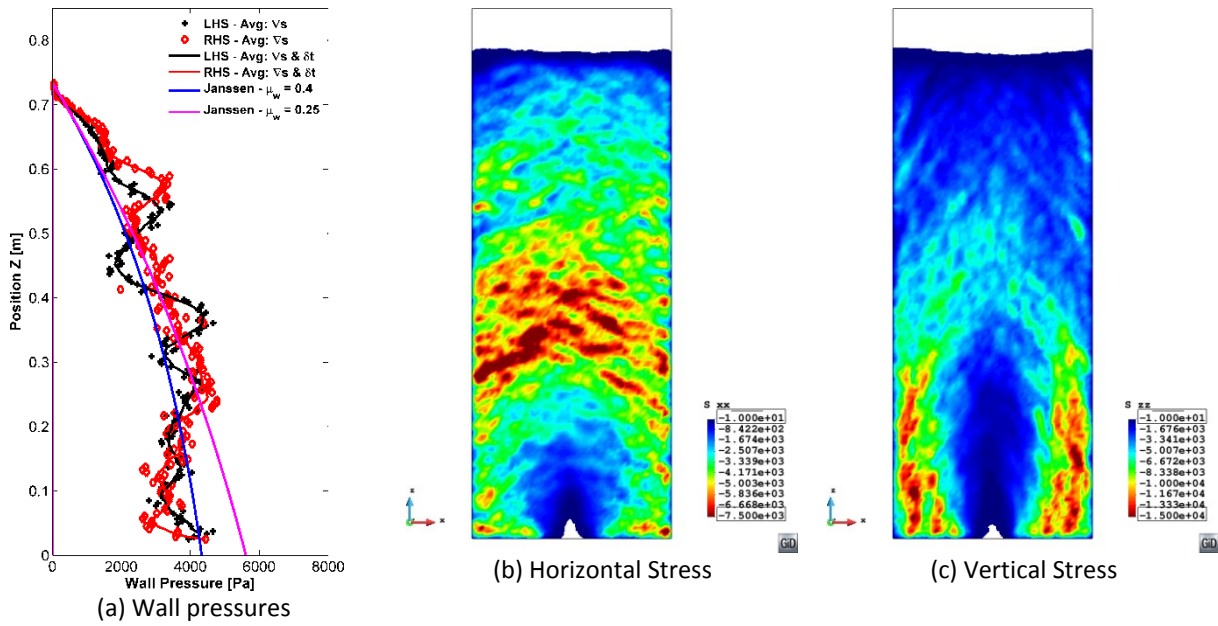 LHS - Avg: ∇s
RHS - Avg: ∇s
LHS - Avg: ∇s & δt
RHS - Avg: ∇s & δt
Janssen - μw = 0.4
Janssen - μw = 0.25
0.8
0.7
0.6
0.5
0.4
0.3
0.2
0.1
0
Position Z [m]
0 2000 4000 6000 8000
Wall Pressure [Pa]
(a) Wall pressures
S xx
-1.000e+01
-8.422e+02
-1.674e+03
-2.507e+03
-3.339e+03
-4.171e+03
-5.003e+03
-5.836e+03
-6.668e+03
-7.500e+03
z
x
GiD
(b) Horizontal Stress
S zz
-1.000e+01
-1.676e+03
-3.341e+03
-5.007e+03
-6.672e+03
-8.338e+03
-1.000e+04
-1.167e+04
-1.333e+04
-1.500e+04
z
x
GiD
(c) Vertical Stress